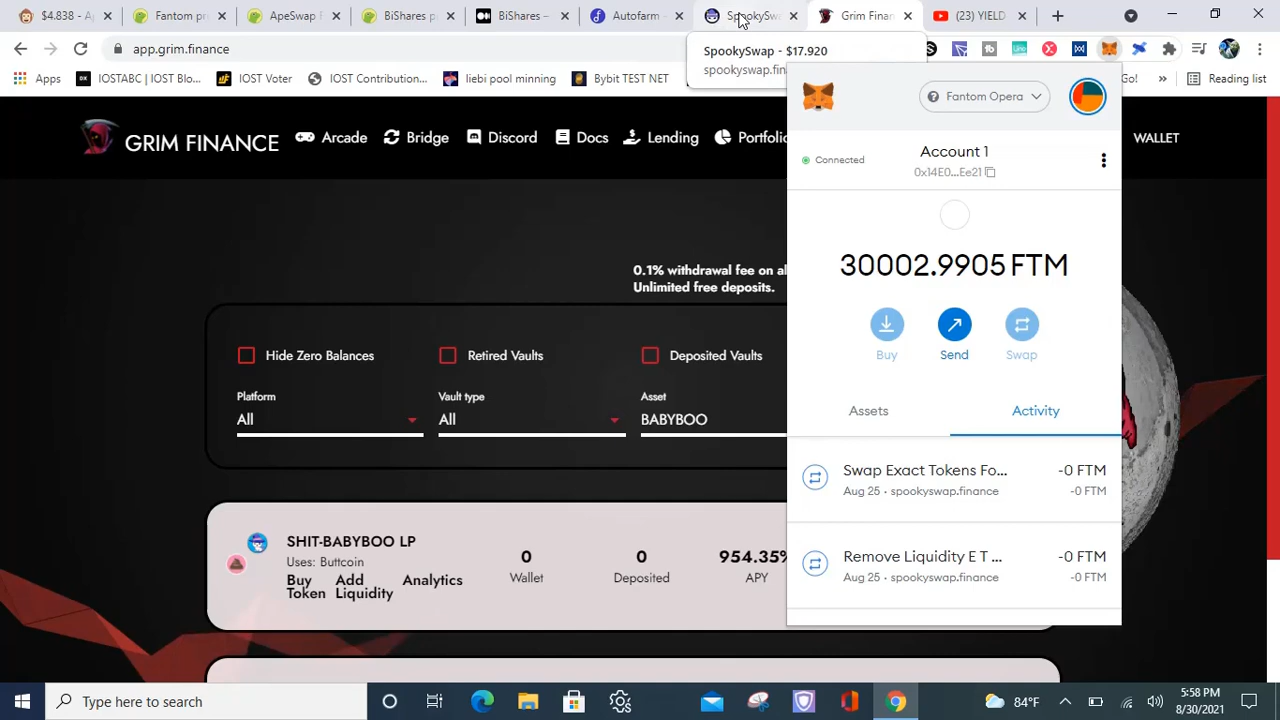 $4.838 - Ap
Fantom pr
ApeSwap F
BiShares p
BiShares –
Autofarm -
SpookySw
Grim Finan
(23) YIELD
app.grim.finance
SpookySwap - $17.920
spookyswap.fin
Apps
IOSTABC | IOST Blo...
IOST Voter
IOST Contribution...
liebi pool minning
Bybit TEST NET
Go!
Reading list
GRIM FINANCE
Arcade
Bridge
Discord
Docs
Lending
Portfolio
WALLET
0.1% withdrawal fee on al
Unlimited free deposits.
Hide Zero Balances
Retired Vaults
Deposited Vaults
Platform
All
Vault type
All
Asset
BABYBOO
SHIT-BABYBOO LP
Uses: Buttcoin
Buy Token
Add Liquidity
Analytics
0
Wallet
0
Deposited
954.35%
APY
Fantom Opera
Connected
Account 1
0x14E0...Ee21
30002.9905 FTM
Buy
Send
Swap
Assets
Activity
Swap Exact Tokens Fo...
-0 FTM
Aug 25 · spookyswap.finance
-0 FTM
Remove Liquidity E T ...
-0 FTM
Aug 25 · spookyswap.finance
-0 FTM
Type here to search
84°F
5:58 PM
8/30/2021